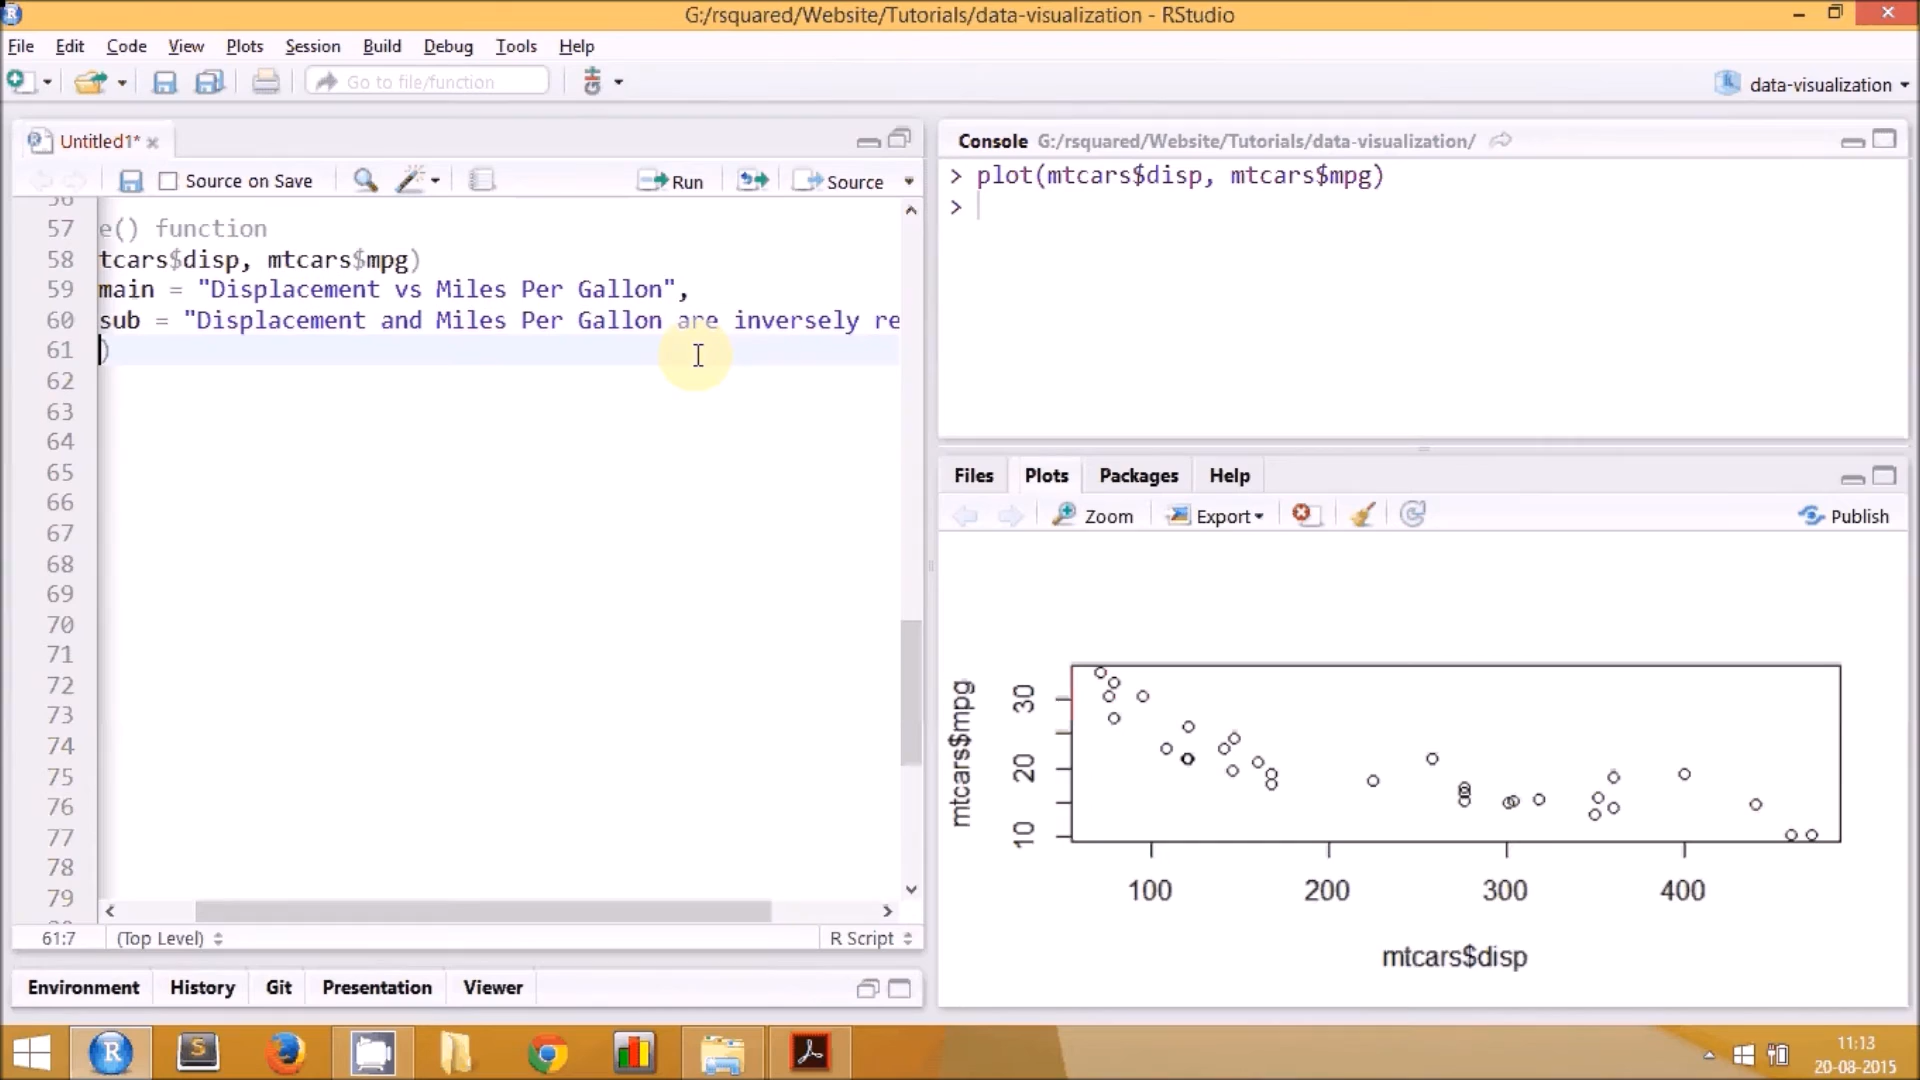 G:/rsquared/Website/Tutorials/data-visualization - RStudio
File Edit Code View Plots Session Build Debug Tools Help
Go to file/function
data-visualization
Untitled1*
Source on Save
Run
Source
56
57 e() function
58 tcars$disp, mtcars$mpg)
59 main = "Displacement vs Miles Per Gallon",
60 sub = "Displacement and Miles Per Gallon are inversely re
61 )
62
63
64
65
66
67
68
69
70
71
72
73
74
75
76
77
78
79
61:7 (Top Level) R Script
Environment History Git Presentation Viewer
Console G:/rsquared/Website/Tutorials/data-visualization/
> plot(mtcars$disp, mtcars$mpg)
>
Files Plots Packages Help
Zoom Export Publish
mtcars$mpg
30
20
10
100 200 300 400
mtcars$disp
R
S
11:13
20-08-2015